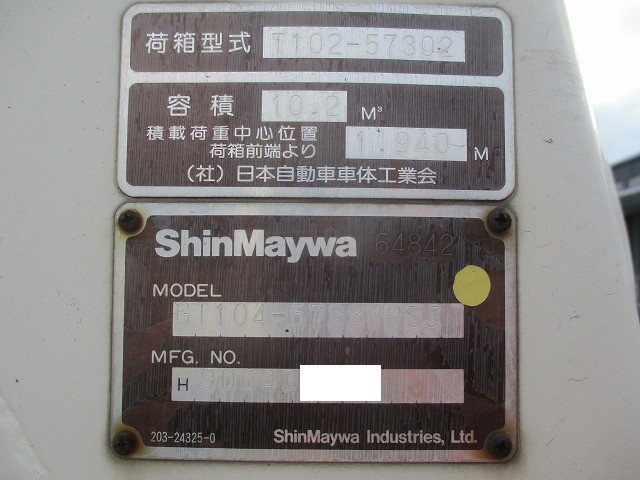 荷箱型式 T102-57302
容積 10.2 M³
積載荷重中心位置
荷箱前端より 1.940 M
(社)日本自動車車体工業会
ShinMaywa 64842
MODEL
MFG. NO.
H
203-24325-0 ShinMaywa Industries, Ltd.